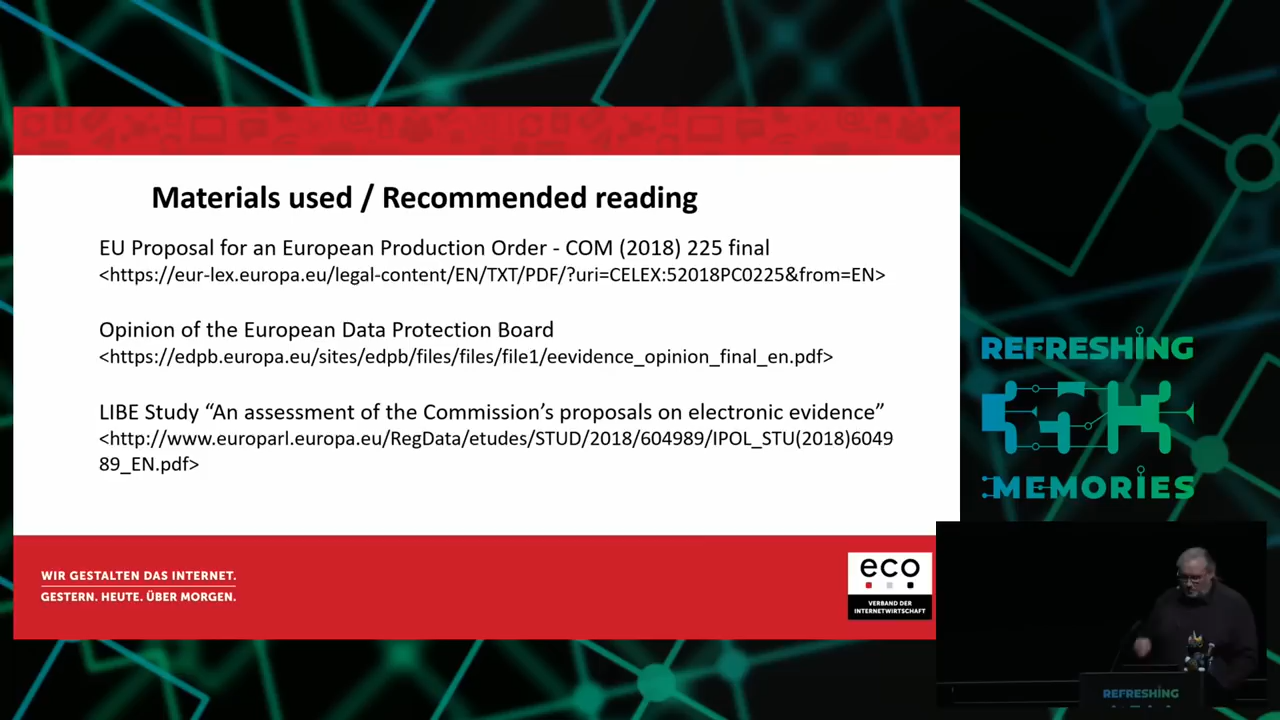 Materials used / Recommended reading
EU Proposal for an European Production Order - COM (2018) 225 final
<https://eur-lex.europa.eu/legal-content/EN/TXT/PDF/?uri=CELEX:52018PC0225&from=EN>
Opinion of the European Data Protection Board
<https://edpb.europa.eu/sites/edpb/files/files/file1/eevidence_opinion_final_en.pdf>
LIBE Study “An assessment of the Commission’s proposals on electronic evidence”
<http://www.europarl.europa.eu/RegData/etudes/STUD/2018/604989/IPOL_STU(2018)6049
89_EN.pdf>
WIR GESTALTEN DAS INTERNET.
GESTERN. HEUTE. ÜBER MORGEN.
eco
VERBAND DER
INTERNETWIRTSCHAFT
REFRESHING
MEMORIES
REFRESHING